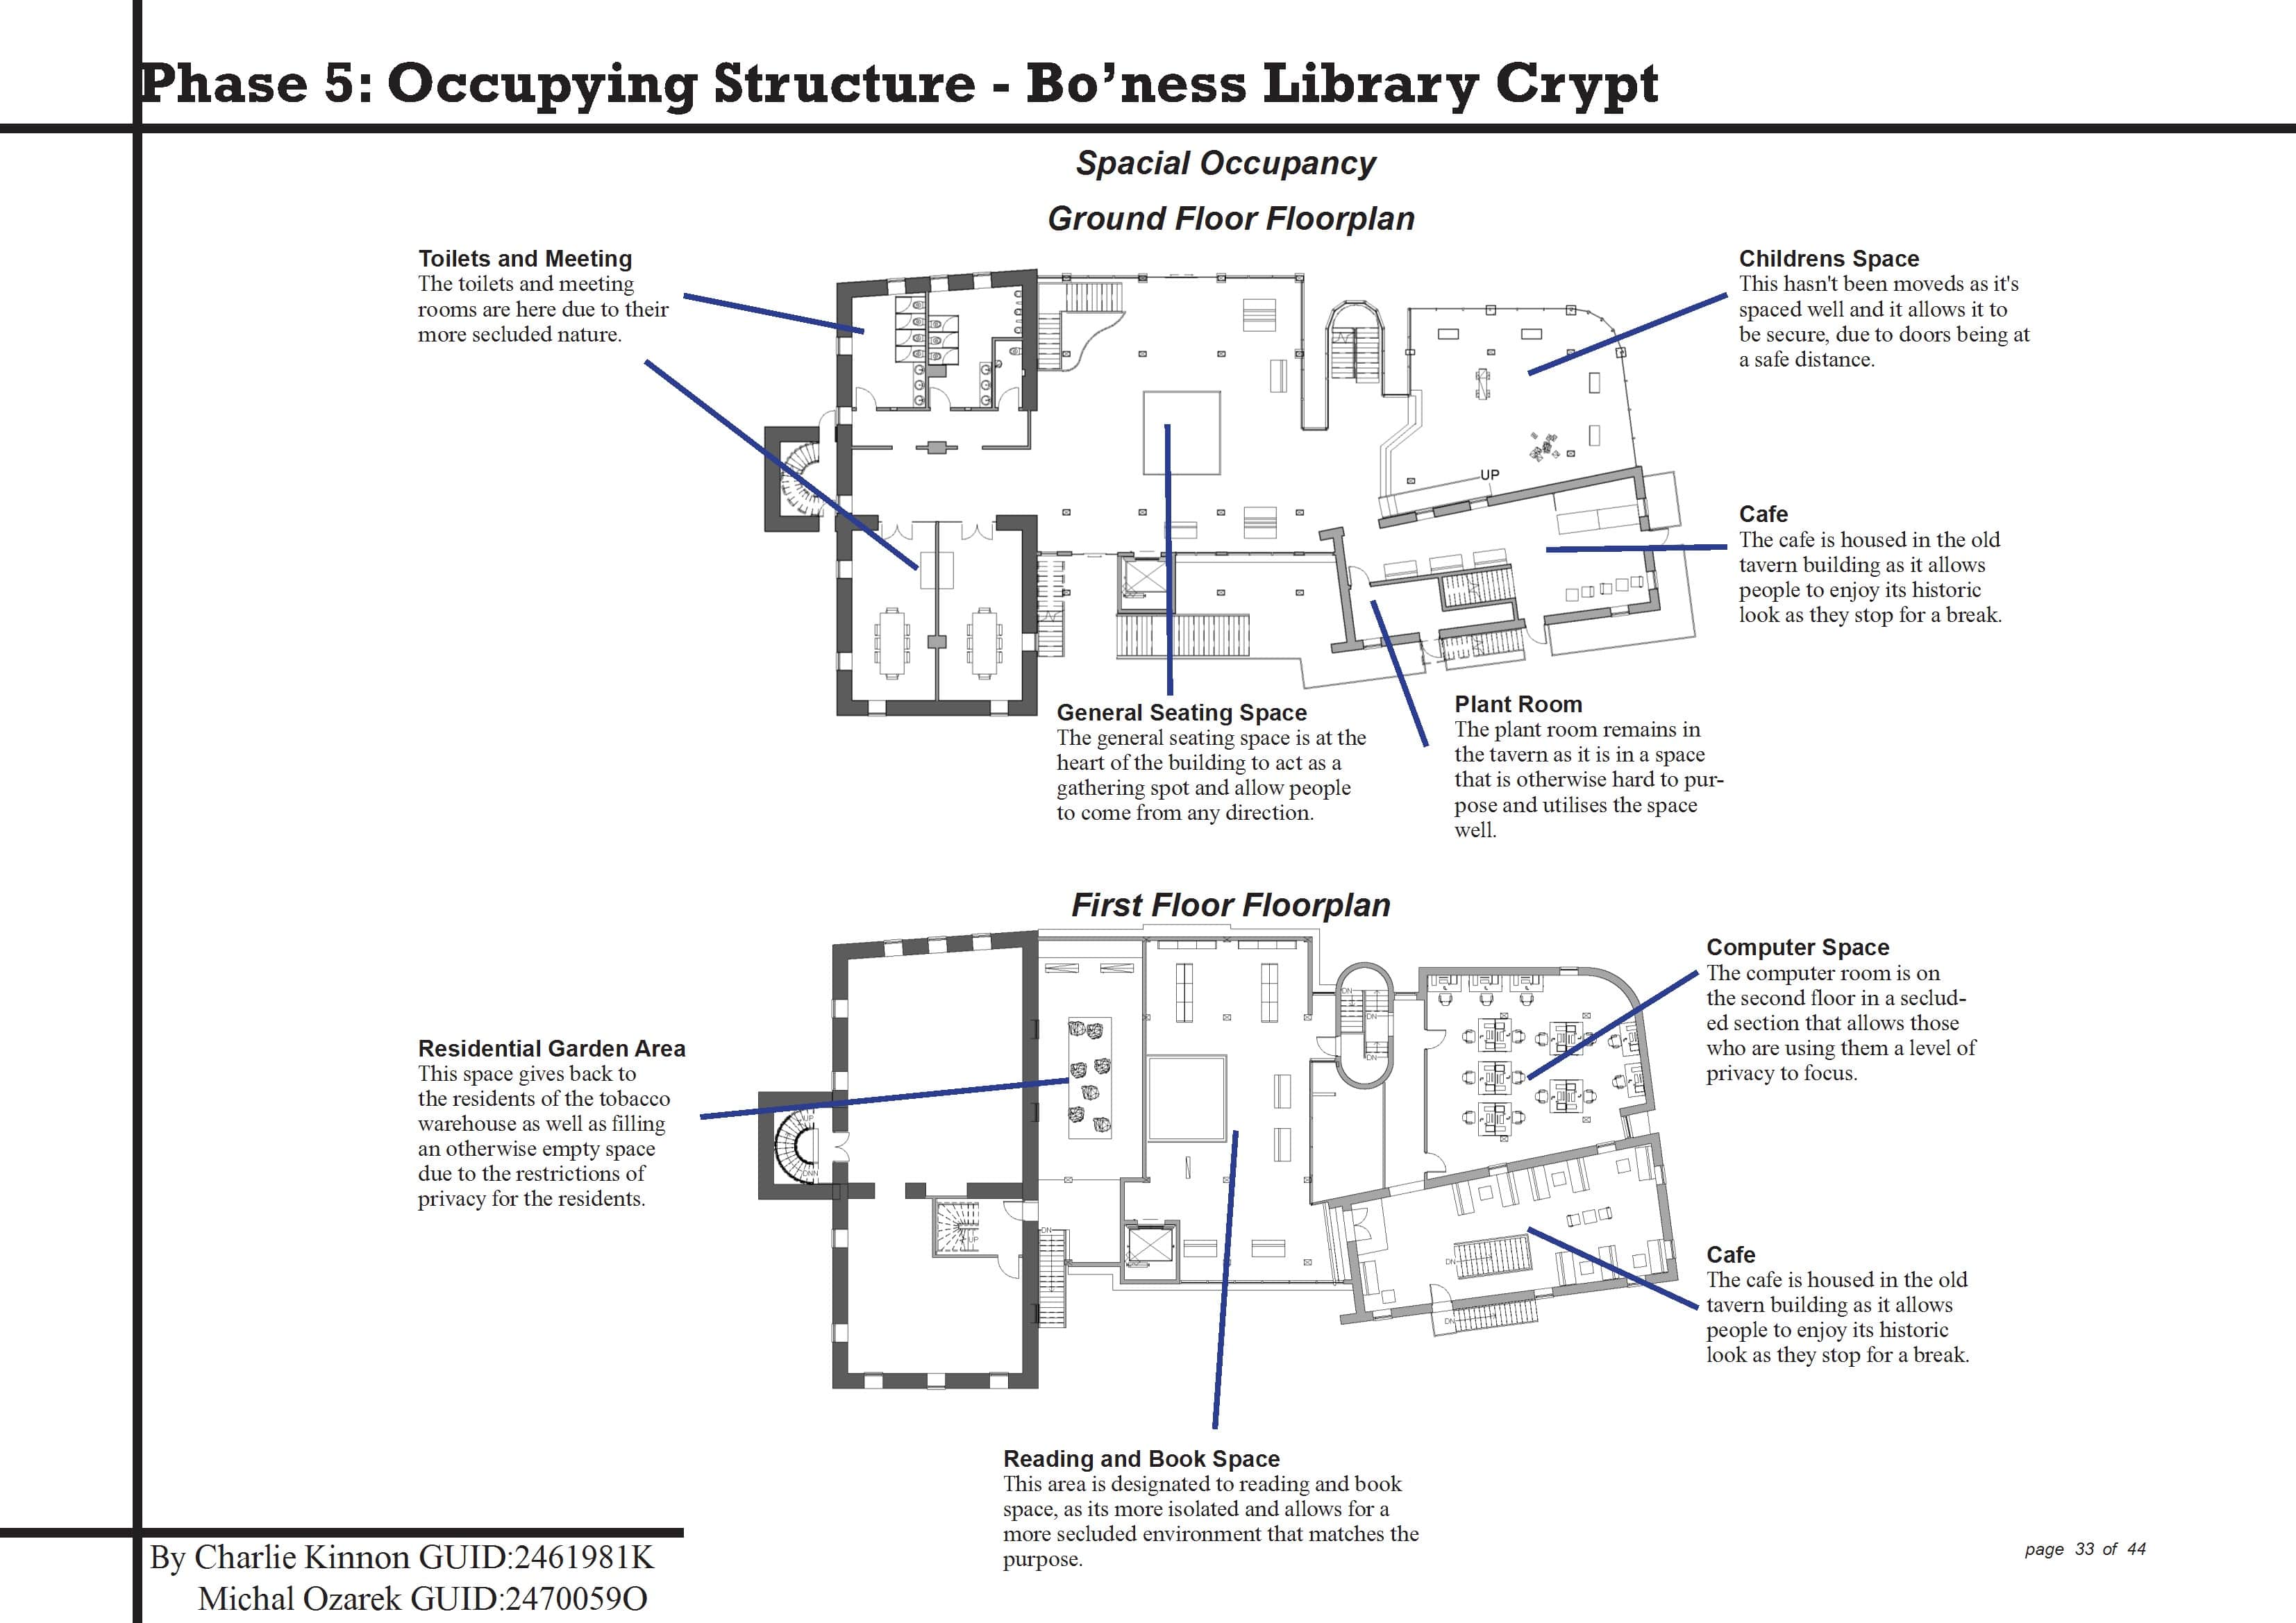 Phase 5: Occupying Structure - Bo’ness Library Crypt
Spacial Occupancy
Ground Floor Floorplan
Toilets and Meeting
The toilets and meeting
rooms are here due to their
more secluded nature.
Childrens Space
This hasn't been moveds as it's
spaced well and it allows it to
be secure, due to doors being at
a safe distance.
UP
Cafe
The cafe is housed in the old
tavern building as it allows
people to enjoy its historic
look as they stop for a break.
General Seating Space
The general seating space is at the
heart of the building to act as a
gathering spot and allow people
to come from any direction.
Plant Room
The plant room remains in
the tavern as it is in a space
that is otherwise hard to pur-
pose and utilises the space
well.
First Floor Floorplan
Computer Space
The computer room is on
the second floor in a seclud-
ed section that allows those
who are using them a level of
privacy to focus.
DN
DN
DN
Residential Garden Area
This space gives back to
the residents of the tobacco
warehouse as well as filling
an otherwise empty space
due to the restrictions of
privacy for the residents.
UP
DNN
UP
DN
DN
DN
Cafe
The cafe is housed in the old
tavern building as it allows
people to enjoy its historic
look as they stop for a break.
Reading and Book Space
This area is designated to reading and book
space, as its more isolated and allows for a
more secluded environment that matches the
purpose.
By Charlie Kinnon GUID:2461981K
Michal Ozarek GUID:2470059O
page 33 of 44